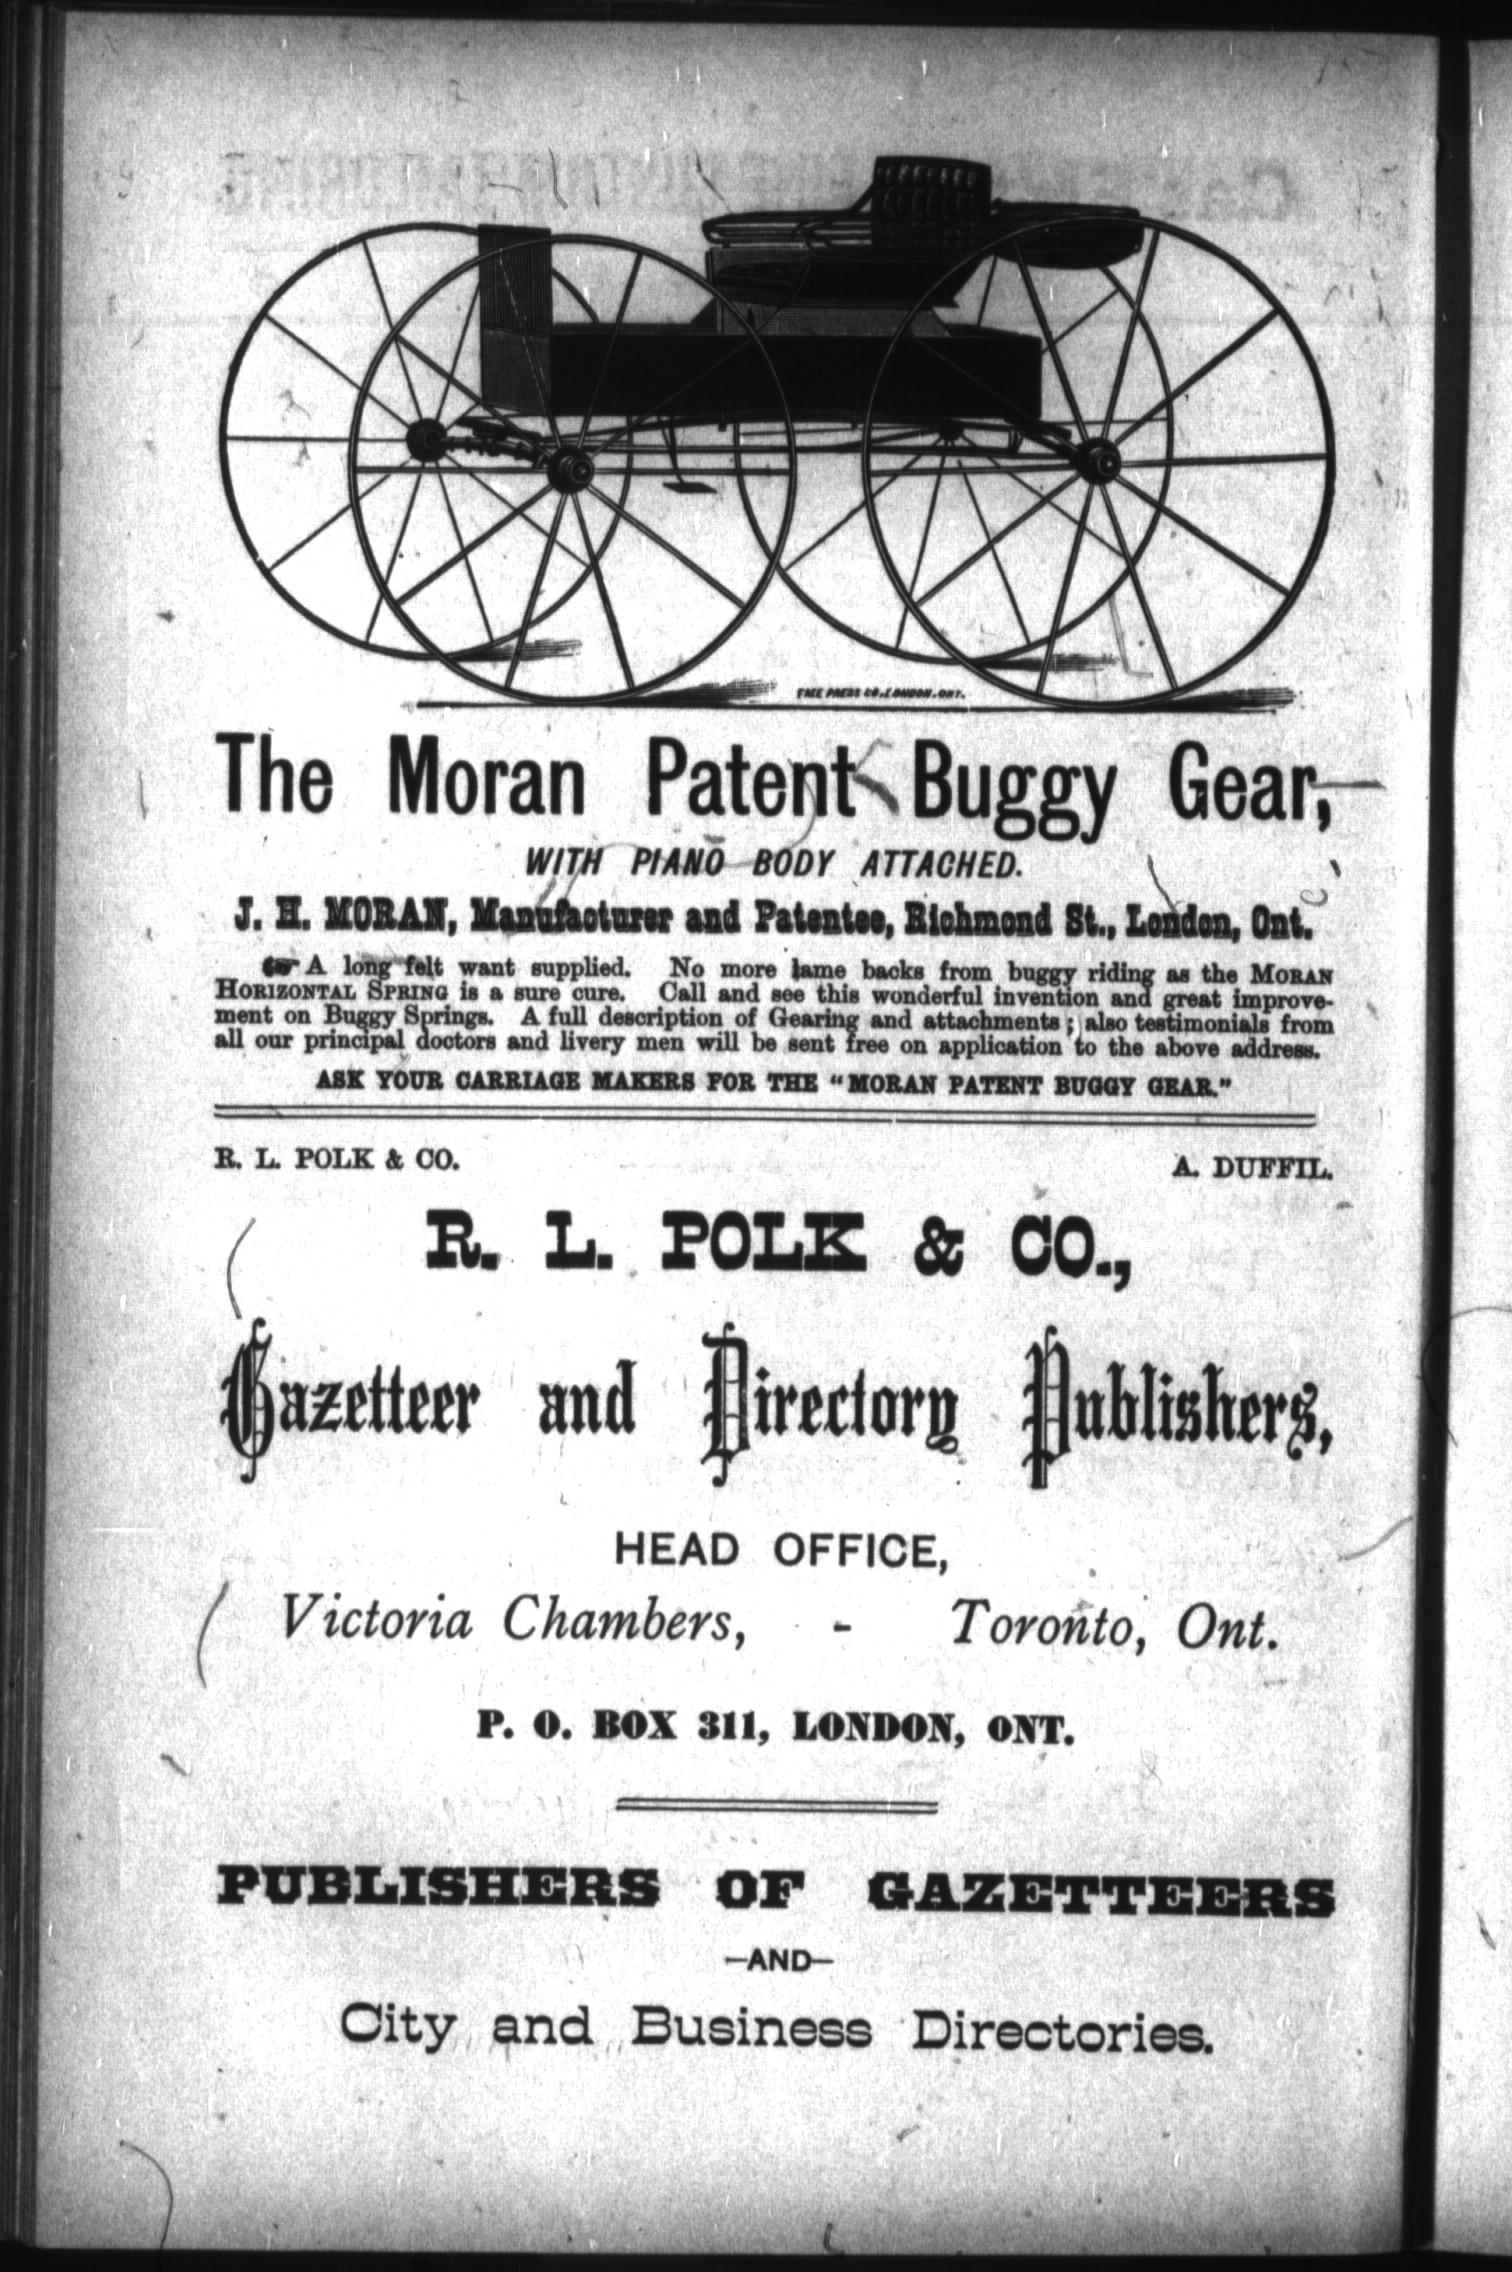 FREE PRESS CO. LONDON. ONT.
The Moran Patent Buggy Gear,
WITH PIANO BODY ATTACHED.
J. H. MORAN, Manufacturer and Patentee, Richmond St., London, Ont.
☞ A long felt want supplied. No more lame backs from buggy riding as the MORAN
HORIZONTAL SPRING is a sure cure. Call and see this wonderful invention and great improve-
ment on Buggy Springs. A full description of Gearing and attachments; also testimonials from
all our principal doctors and livery men will be sent free on application to the above address.
ASK YOUR CARRIAGE MAKERS FOR THE "MORAN PATENT BUGGY GEAR."
R. L. POLK & CO. A. DUFFIL.
R. L. POLK & CO.,
Gazetteer and Directory Publishers,
HEAD OFFICE,
Victoria Chambers, - Toronto, Ont.
P. O. BOX 311, LONDON, ONT.
PUBLISHERS OF GAZETTEERS
—AND—
City and Business Directories.